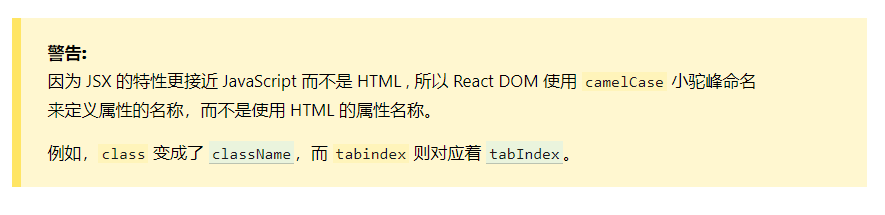 警告:
因为 JSX 的特性更接近 JavaScript 而不是 HTML , 所以 React DOM 使用 camelCase 小驼峰命名
来定义属性的名称，而不是使用 HTML 的属性名称。
例如，class 变成了 className，而 tabindex 则对应着 tabIndex。